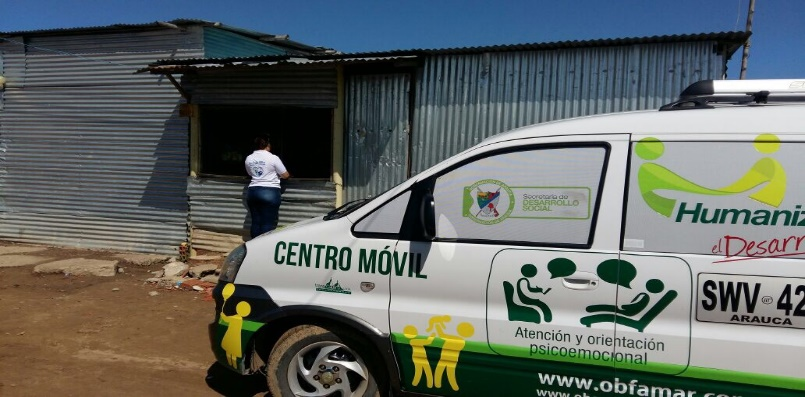 CENTRO MÓVIL
Secretaría de
DESARROLLO
SOCIAL
Humaniz
el Desarr
SWV 42
ARAUCA
Atención y orientación
psicoemocional
www.obfamar.co